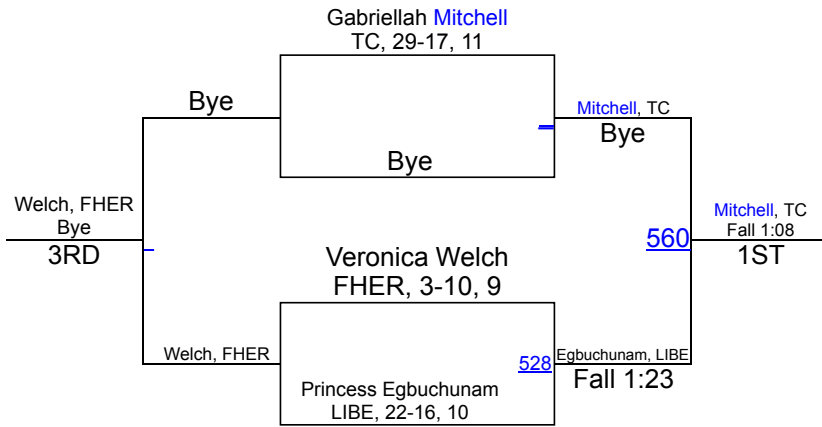 Gabriellah Mitchell
TC, 29-17, 11
Bye
Mitchell, TC
Bye
Bye
Welch, FHER
Bye
3RD
Mitchell, TC
Fall 1:08
1ST
560
Veronica Welch
FHER, 3-10, 9
Welch, FHER
528
Egbuchunam, LIBE
Fall 1:23
Princess Egbuchunam
LIBE, 22-16, 10